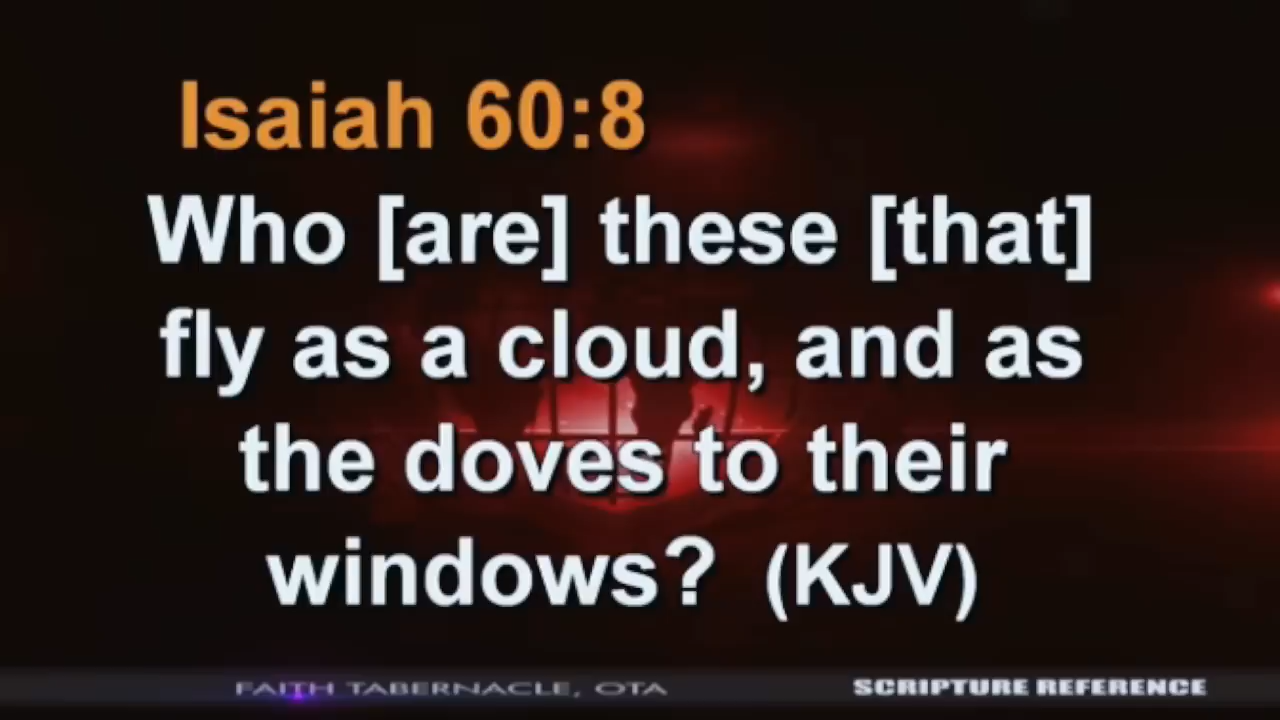 Isaiah 60:8
Who [are] these [that]
fly as a cloud, and as
the doves to their
windows? (KJV)
FAITH TABERNACLE, OTA
SCRIPTURE REFERENCE